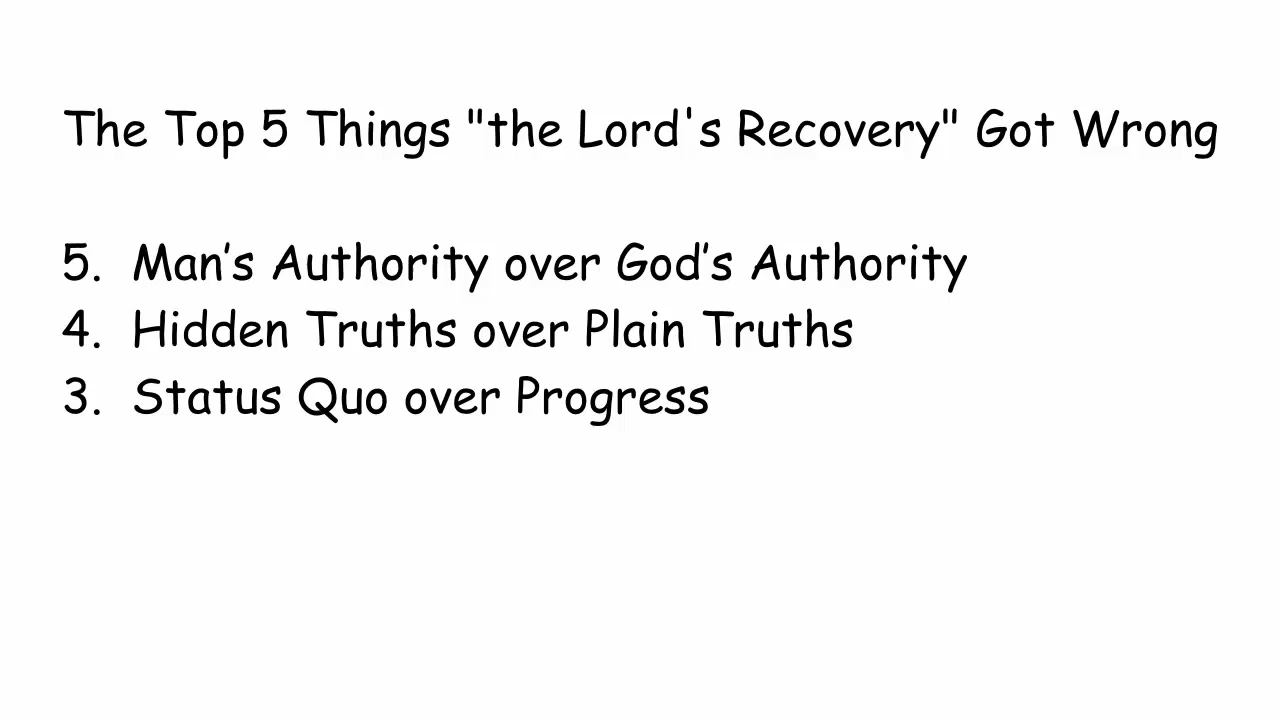 The Top 5 Things "the Lord's Recovery" Got Wrong
5. Man’s Authority over God’s Authority
4. Hidden Truths over Plain Truths
3. Status Quo over Progress